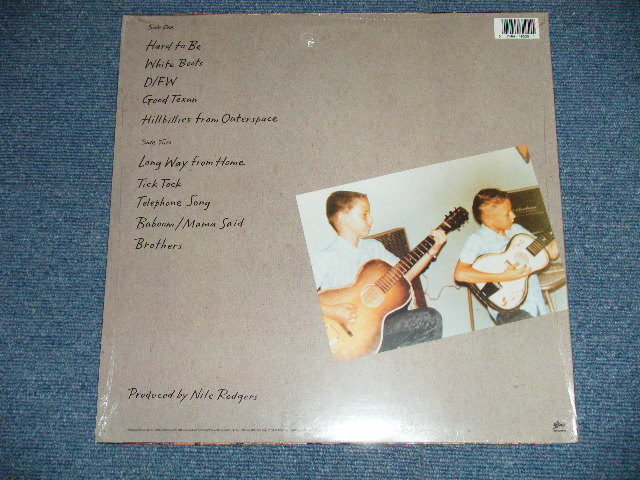 Side One
Hard to Be
White Boots
D/FW
Good Texan
Hillbillies from Outerspace
Side Two
Long Way from Home
Tick Tock
Telephone Song
Baboom/Mama Said
Brothers
Produced by Nile Rodgers
Epic